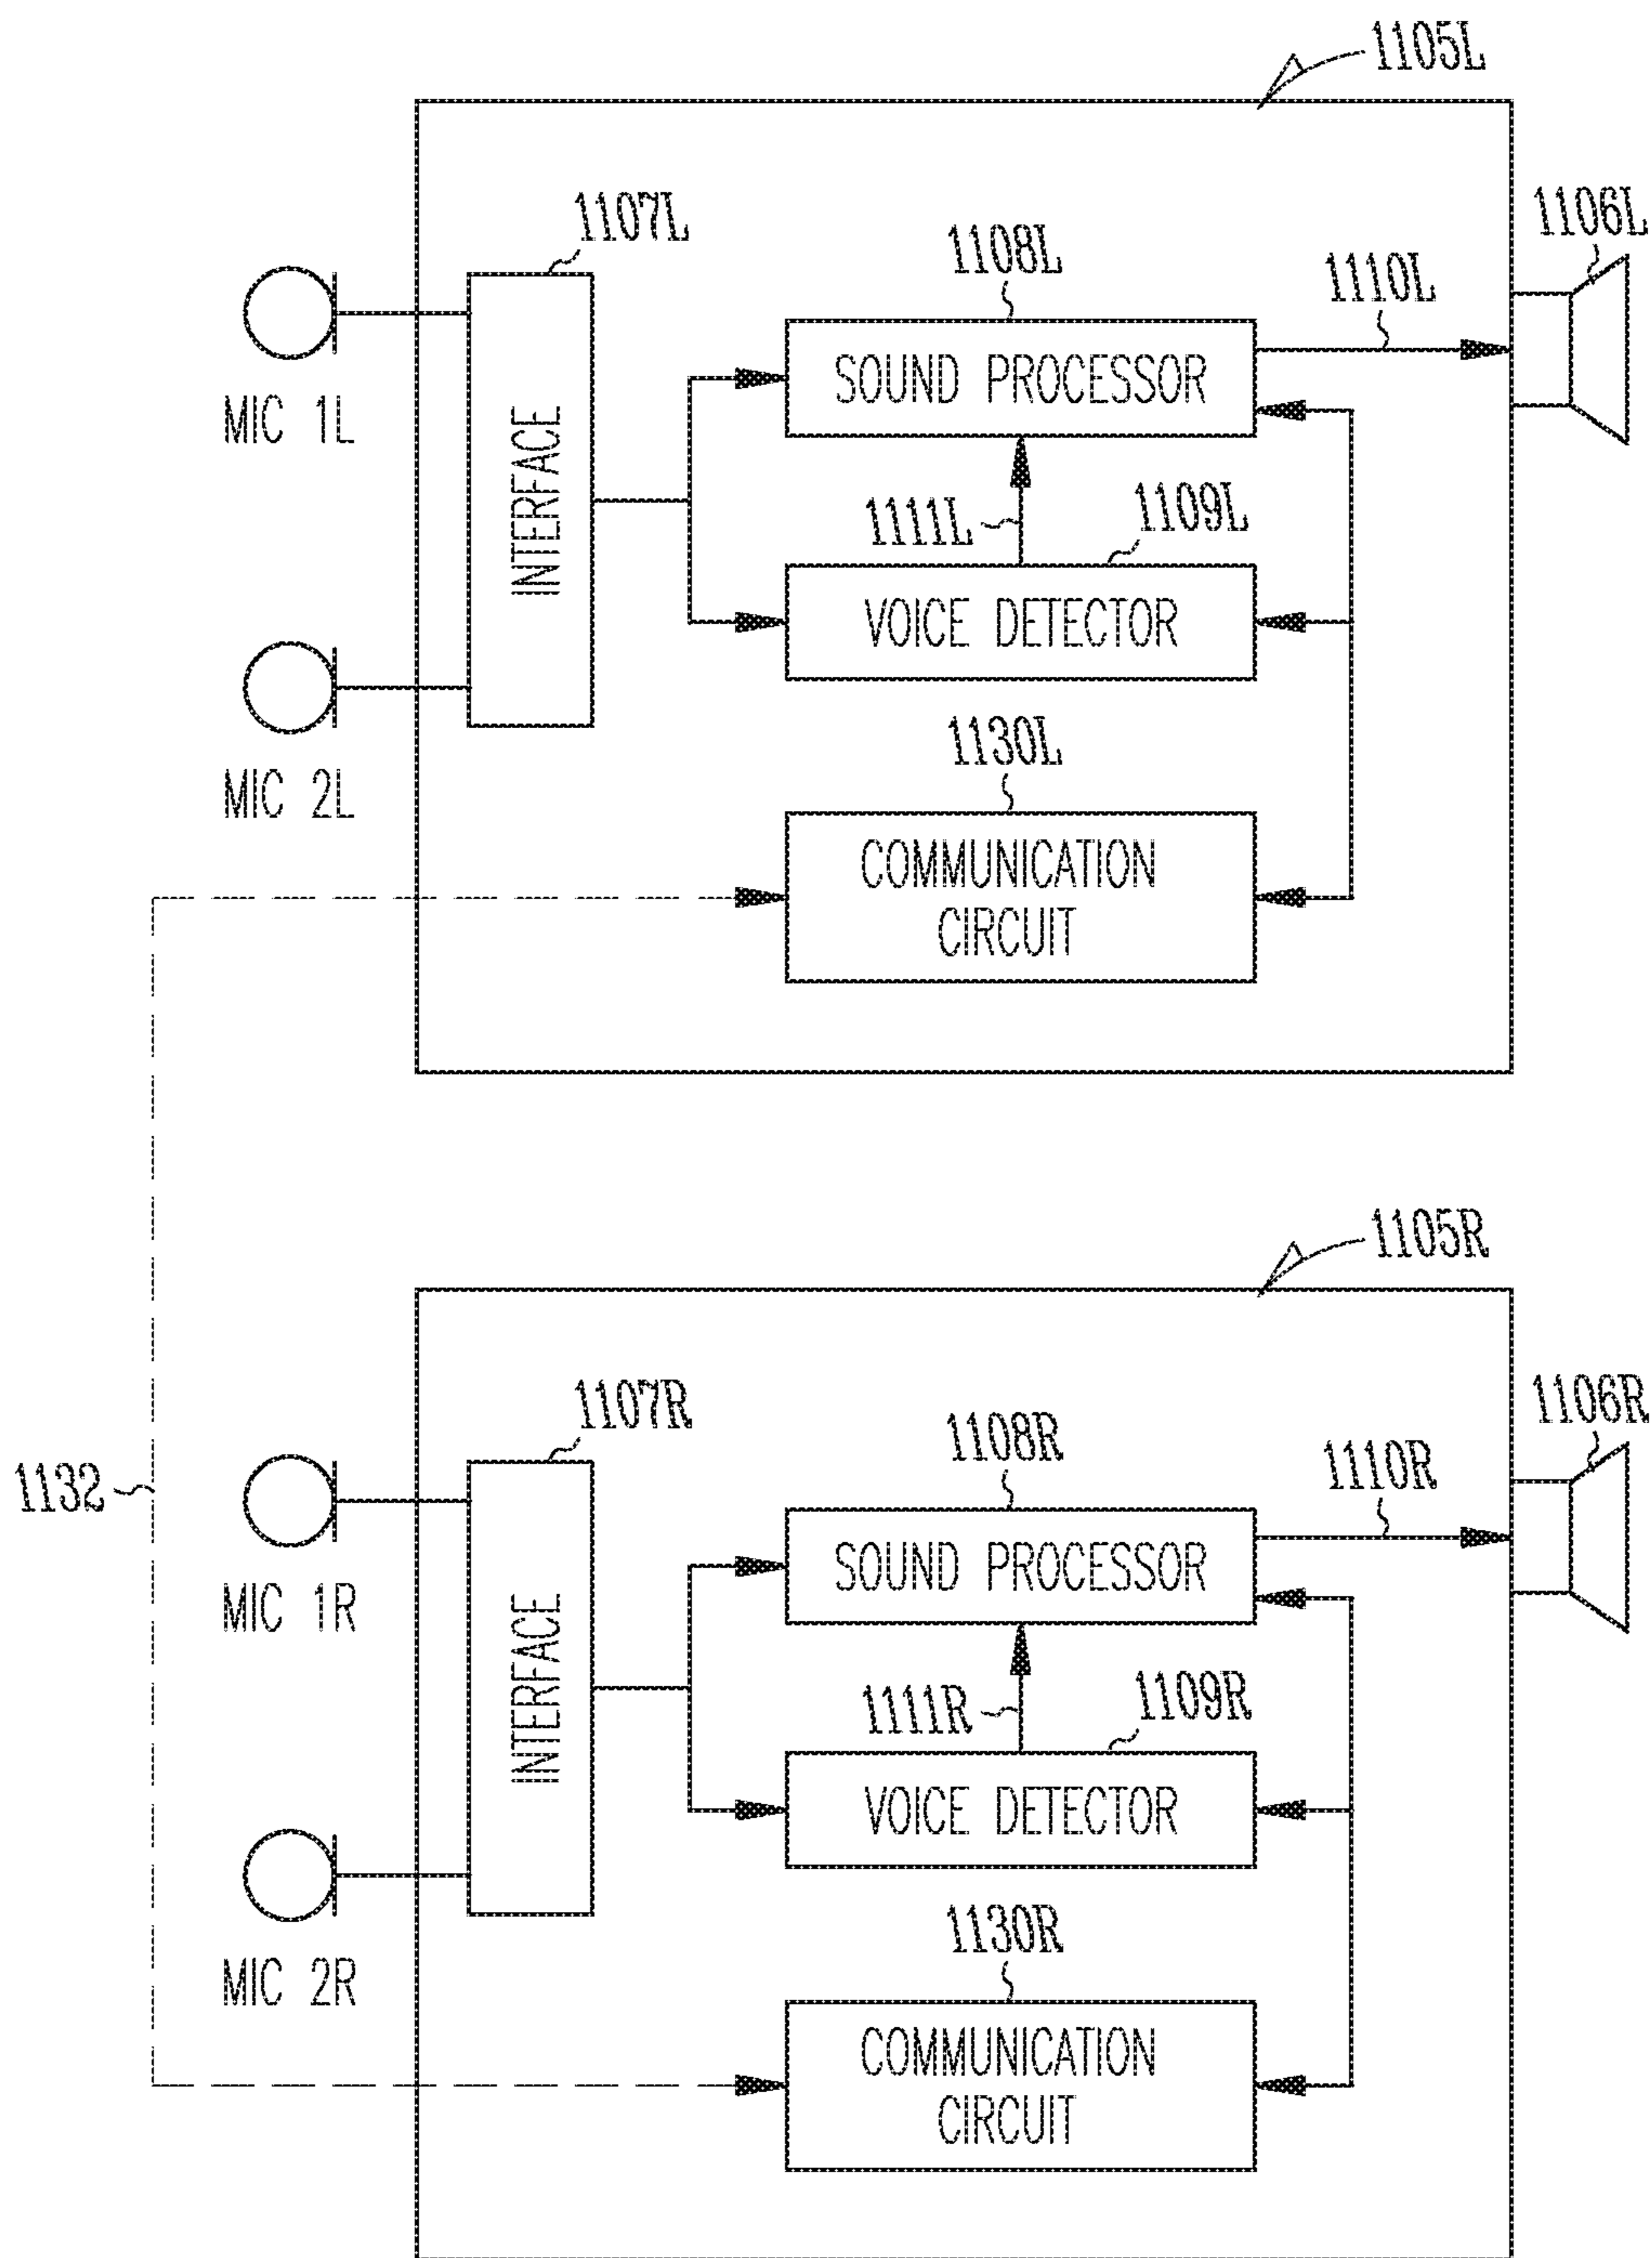 1105L
1107L
1106L
1108L
1110L
SOUND PROCESSOR
MIC 1L
INTERFACE
1111L
1109L
VOICE DETECTOR
1130L
MIC 2L
COMMUNICATION
CIRCUIT
1105R
1107R
1106R
1108R
1110R
1132
SOUND PROCESSOR
MIC 1R
INTERFACE
1111R
1109R
VOICE DETECTOR
1130R
MIC 2R
COMMUNICATION
CIRCUIT